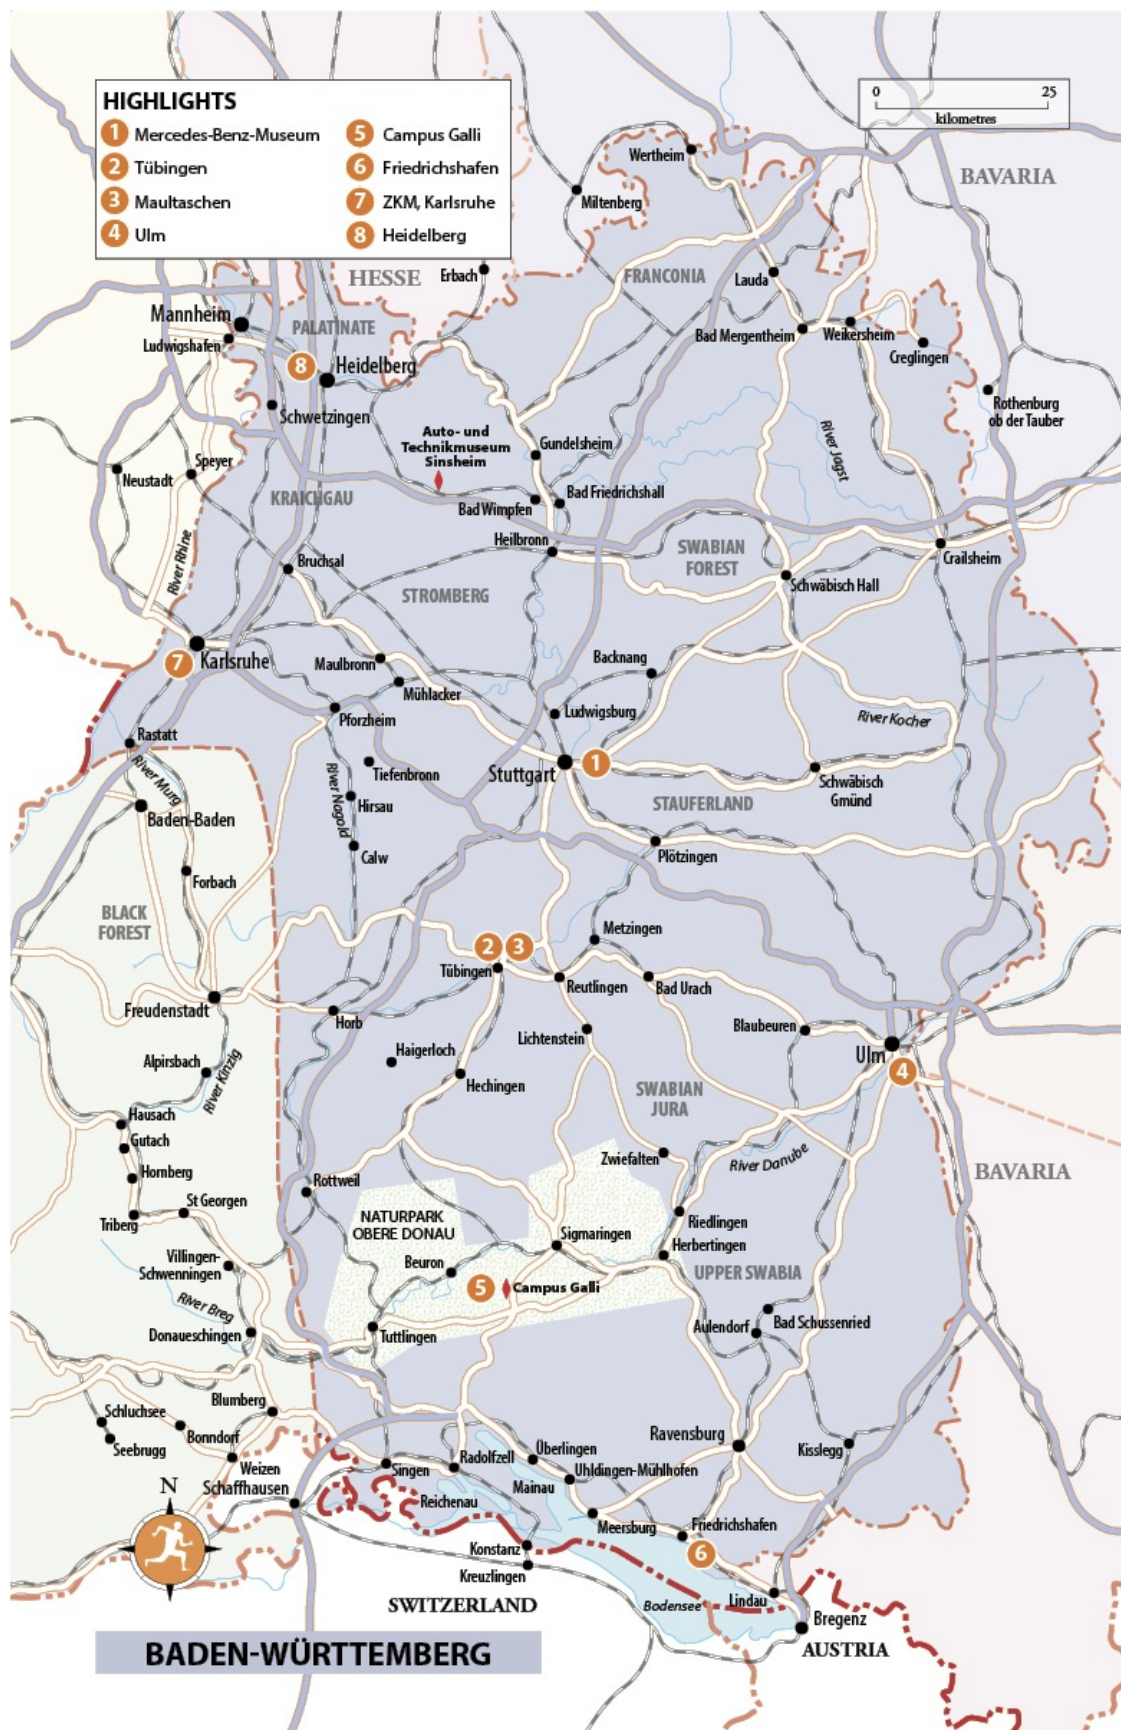 HIGHLIGHTS
1 Mercedes-Benz-Museum
2 Tübingen
3 Maultaschen
4 Ulm
5 Campus Galli
6 Friedrichshafen
7 ZKM, Karlsruhe
8 Heidelberg
0 25
kilometres
BAVARIA
Wertheim
Miltenberg
HESSE
Erbach
FRANCONIA
Lauda
Mannheim
PALATINATE
Ludwigshafen
Bad Mergentheim
Weikersheim
Creglingen
8
Heidelberg
Schwetzingen
Rothenburg
ob der Tauber
Auto- und
Technikmuseum
Sinsheim
Gundelsheim
River Jagst
Neustadt
Speyer
KRAICHGAU
Bad Wimpfen
Bad Friedrichshall
Heilbronn
SWABIAN
FOREST
Crailsheim
River Rhine
Bruchsal
STROMBERG
Schwäbisch Hall
7
Karlsruhe
Maulbronn
Mühlacker
Backnang
Pforzheim
Ludwigsburg
River Kocher
Rastatt
River Murg
Tiefenbronn
Stuttgart
1
Schwäbisch
Gmünd
River Nagold
Hirsau
STAUFERLAND
Baden-Baden
Calw
Plötzingen
Forbach
BLACK
FOREST
Metzingen
2
3
Tübingen
Reutlingen
Bad Urach
Freudenstadt
Horb
Lichtenstein
Blaubeuren
Ulm
4
Haigerloch
Alpirsbach
River Kinzig
Hechingen
SWABIAN
JURA
Hausach
Gutach
Zwiefalten
River Danube
BAVARIA
Hornberg
Rottweil
St Georgen
Triberg
NATURPARK
OBERE DONAU
Riedlingen
Sigmaringen
Herbertingen
Villingen-
Schwenningen
Beuron
UPPER SWABIA
5
Campus Galli
River Breg
Donaueschingen
Tuttlingen
Aulendorf
Bad Schussenried
Blumberg
Schluchsee
Bonndorf
Seebrugg
Ravensburg
Kisslegg
Weizen
Singen
Radolfzell
Überlingen
Uhldingen-Mühlhofen
Mainau
Schaffhausen
Reichenau
N
Meersburg
Friedrichshafen
6
Konstanz
Kreuzlingen
SWITZERLAND
Bodensee
Lindau
Bregenz
AUSTRIA
BADEN-WÜRTTEMBERG